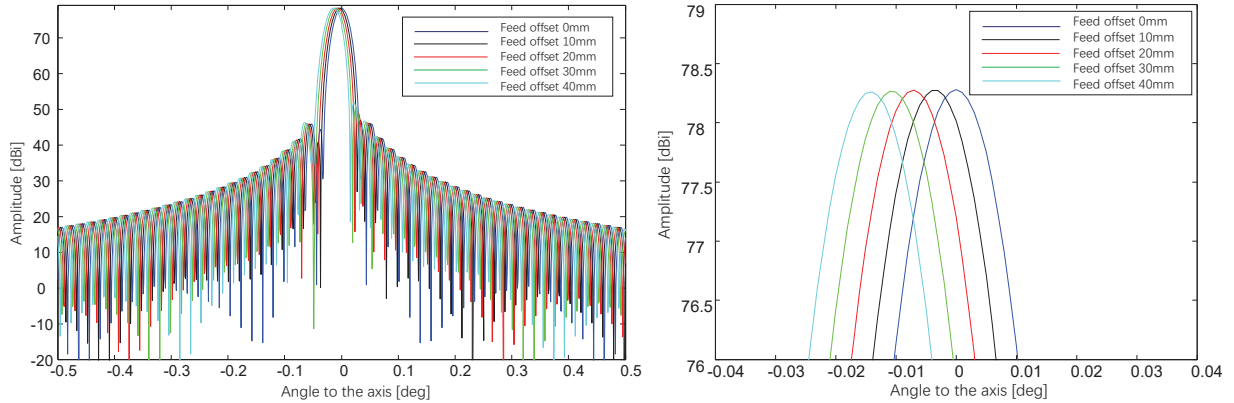 70
60
50
40
30
20
10
0
-10
-20
Amplitude [dBi]
-0.5 -0.4 -0.3 -0.2 -0.1 0 0.1 0.2 0.3 0.4 0.5
Angle to the axis [deg]
Feed offset 0mm
Feed offset 10mm
Feed offset 20mm
Feed offset 30mm
Feed offset 40mm
79
78.5
78
77.5
77
76.5
76
Amplitude [dBi]
-0.04 -0.03 -0.02 -0.01 0 0.01 0.02 0.03 0.04
Angle to the axis [deg]
Feed offset 0mm
Feed offset 10mm
Feed offset 20mm
Feed offset 30mm
Feed offset 40mm